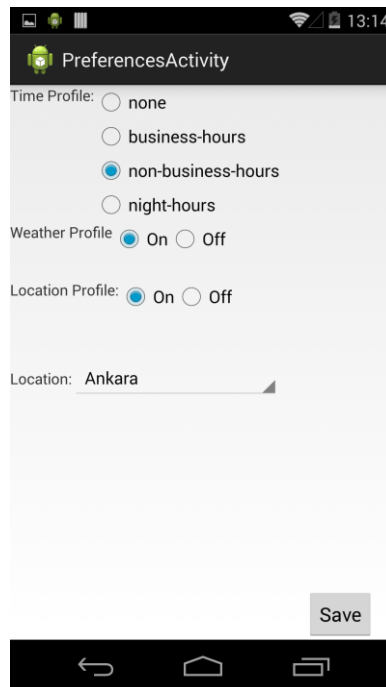 13:14
PreferencesActivity
Time Profile: none
business-hours
non-business-hours
night-hours
Weather Profile On Off
Location Profile: On Off
Location: Ankara
Save